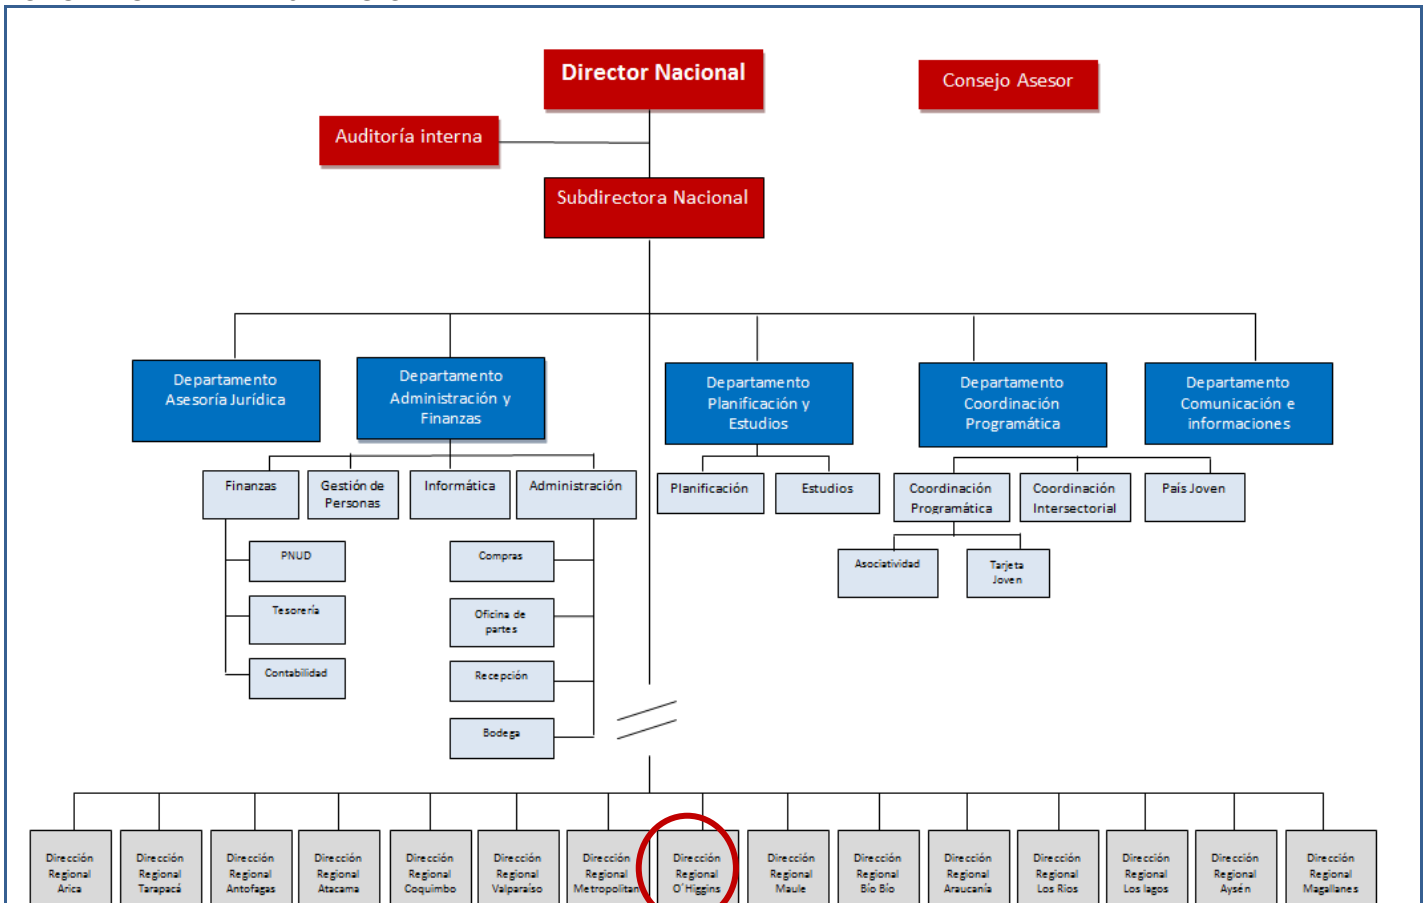 Director Nacional
Consejo Asesor
Auditoría interna
Subdirectora Nacional
Departamento
Asesoría Jurídica
Departamento
Administración y
Finanzas
Departamento
Planificación y
Estudios
Departamento
Coordinación
Programática
Departamento
Comunicación e
informaciones
Finanzas
Gestión de
Personas
Informática
Administración
Planificación
Estudios
Coordinación
Programática
Coordinación
Intersectorial
País Joven
PNUD
Tesorería
Contabilidad
Compras
Oficina de
partes
Recepción
Bodega
Asociatividad
Tarjeta
Joven
Dirección
Regional
Arica
Dirección
Regional
Tarapacá
Dirección
Regional
Antofagas
Dirección
Regional
Atacama
Dirección
Regional
Coquimbo
Dirección
Regional
Valparaíso
Dirección
Regional
Metropolitan
Dirección
Regional
O´Higgins
Dirección
Regional
Maule
Dirección
Regional
Bío Bío
Dirección
Regional
Araucanía
Dirección
Regional
Los Rios
Dirección
Regional
Los lagos
Dirección
Regional
Aysén
Dirección
Regional
Magallanes